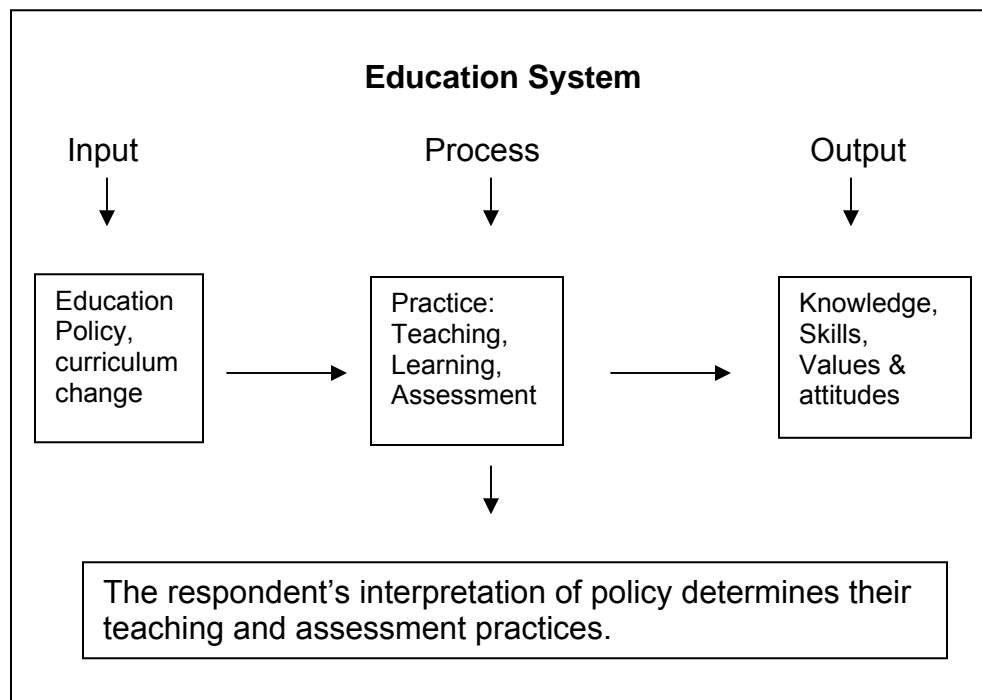 Education System
Input
Process
Output
Education
Policy,
curriculum
change
Practice:
Teaching,
Learning,
Assessment
Knowledge,
Skills,
Values &
attitudes
The respondent’s interpretation of policy determines their
teaching and assessment practices.